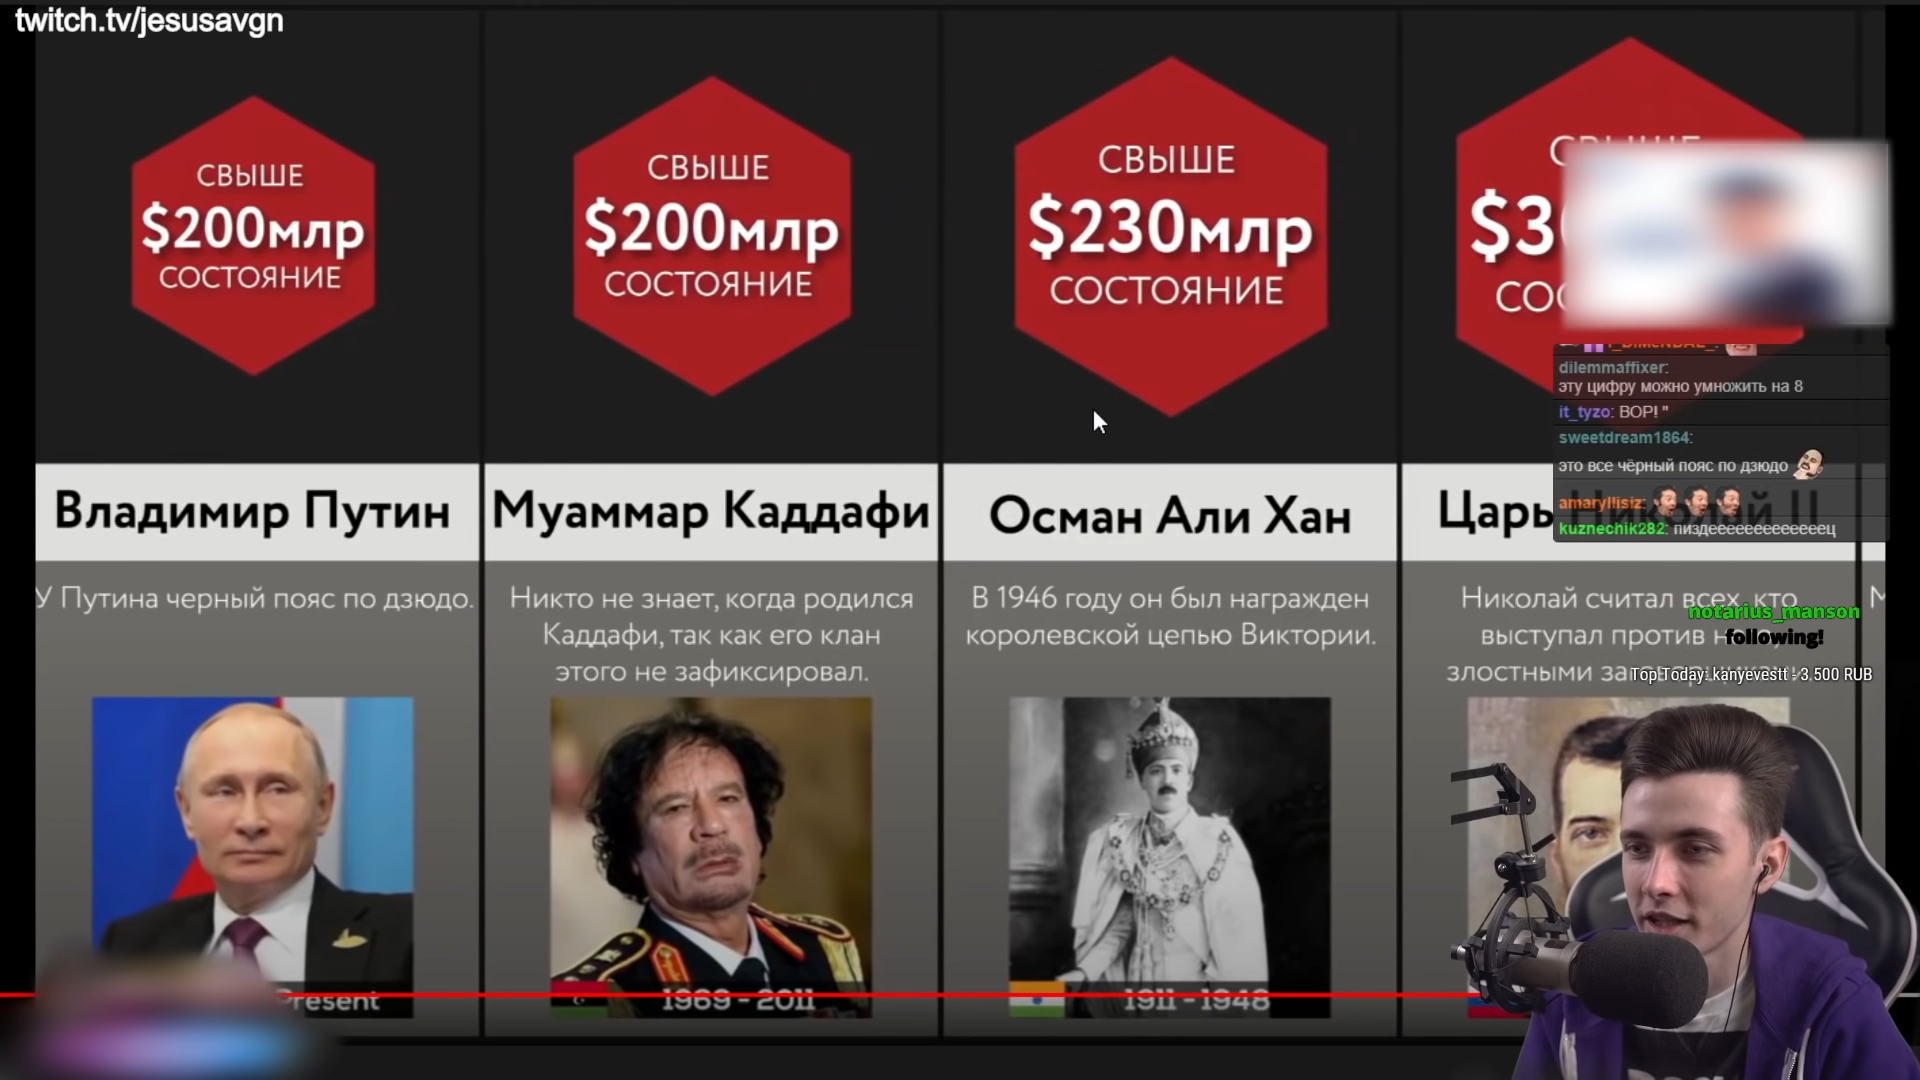 twitch.tv/jesusavgn
СВЫШЕ
$200млр
СОСТОЯНИЕ
СВЫШЕ
$200млр
СОСТОЯНИЕ
СВЫШЕ
$230млр
СОСТОЯНИЕ
dilemmaffixer:
эту цифру можно умножить на 8
it_tyzo: ВОР! "
sweetdream1864:
это все чёрный пояс по дзюдо
amaryllisiz:
kuznechik282: пиздеееееееееееееец
Владимир Путин
Муаммар Каддафи
Осман Али Хан
Царь Николай II
У Путина черный пояс по дзюдо.
Никто не знает, когда родился
Каддафи, так как его клан
этого не зафиксировал.
В 1946 году он был награжден
королевской цепью Виктории.
Николай считал всех, кто
выступал против
злостными
notarius_manson
following!
Top Today: kanyevestt - 3 500 RUB
Present
1969 - 2011
1911 - 1948